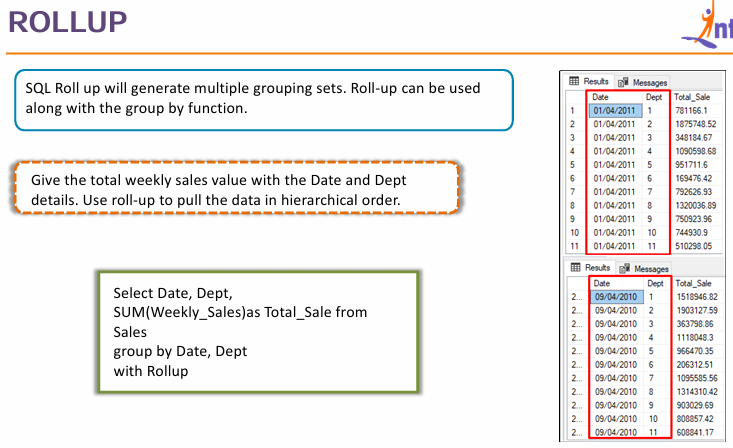 ROLLUP
SQL Roll up will generate multiple grouping sets. Roll-up can be used
along with the group by function.
Give the total weekly sales value with the Date and Dept
details. Use roll-up to pull the data in hierarchical order.
Select Date, Dept,
SUM(Weekly_Sales)as Total_Sale from
Sales
group by Date, Dept
with Rollup
Results Messages
Date Dept Total_Sale
1 01/04/2011 1 781166.1
2 01/04/2011 2 1875748.52
3 01/04/2011 3 348184.67
4 01/04/2011 4 1090598.68
5 01/04/2011 5 951711.6
6 01/04/2011 6 169476.42
7 01/04/2011 7 792626.93
8 01/04/2011 8 1320036.89
9 01/04/2011 9 750923.96
10 01/04/2011 10 744930.9
11 01/04/2011 11 510298.05
Results Messages
Date Dept Total_Sale
2... 09/04/2010 1 1518946.82
2... 09/04/2010 2 1903127.59
2... 09/04/2010 3 363798.86
2... 09/04/2010 4 1118048.3
2... 09/04/2010 5 966470.35
2... 09/04/2010 6 206312.51
2... 09/04/2010 7 1095585.56
2... 09/04/2010 8 1314310.42
2... 09/04/2010 9 903029.69
2... 09/04/2010 10 808857.42
2... 09/04/2010 11 608841.17